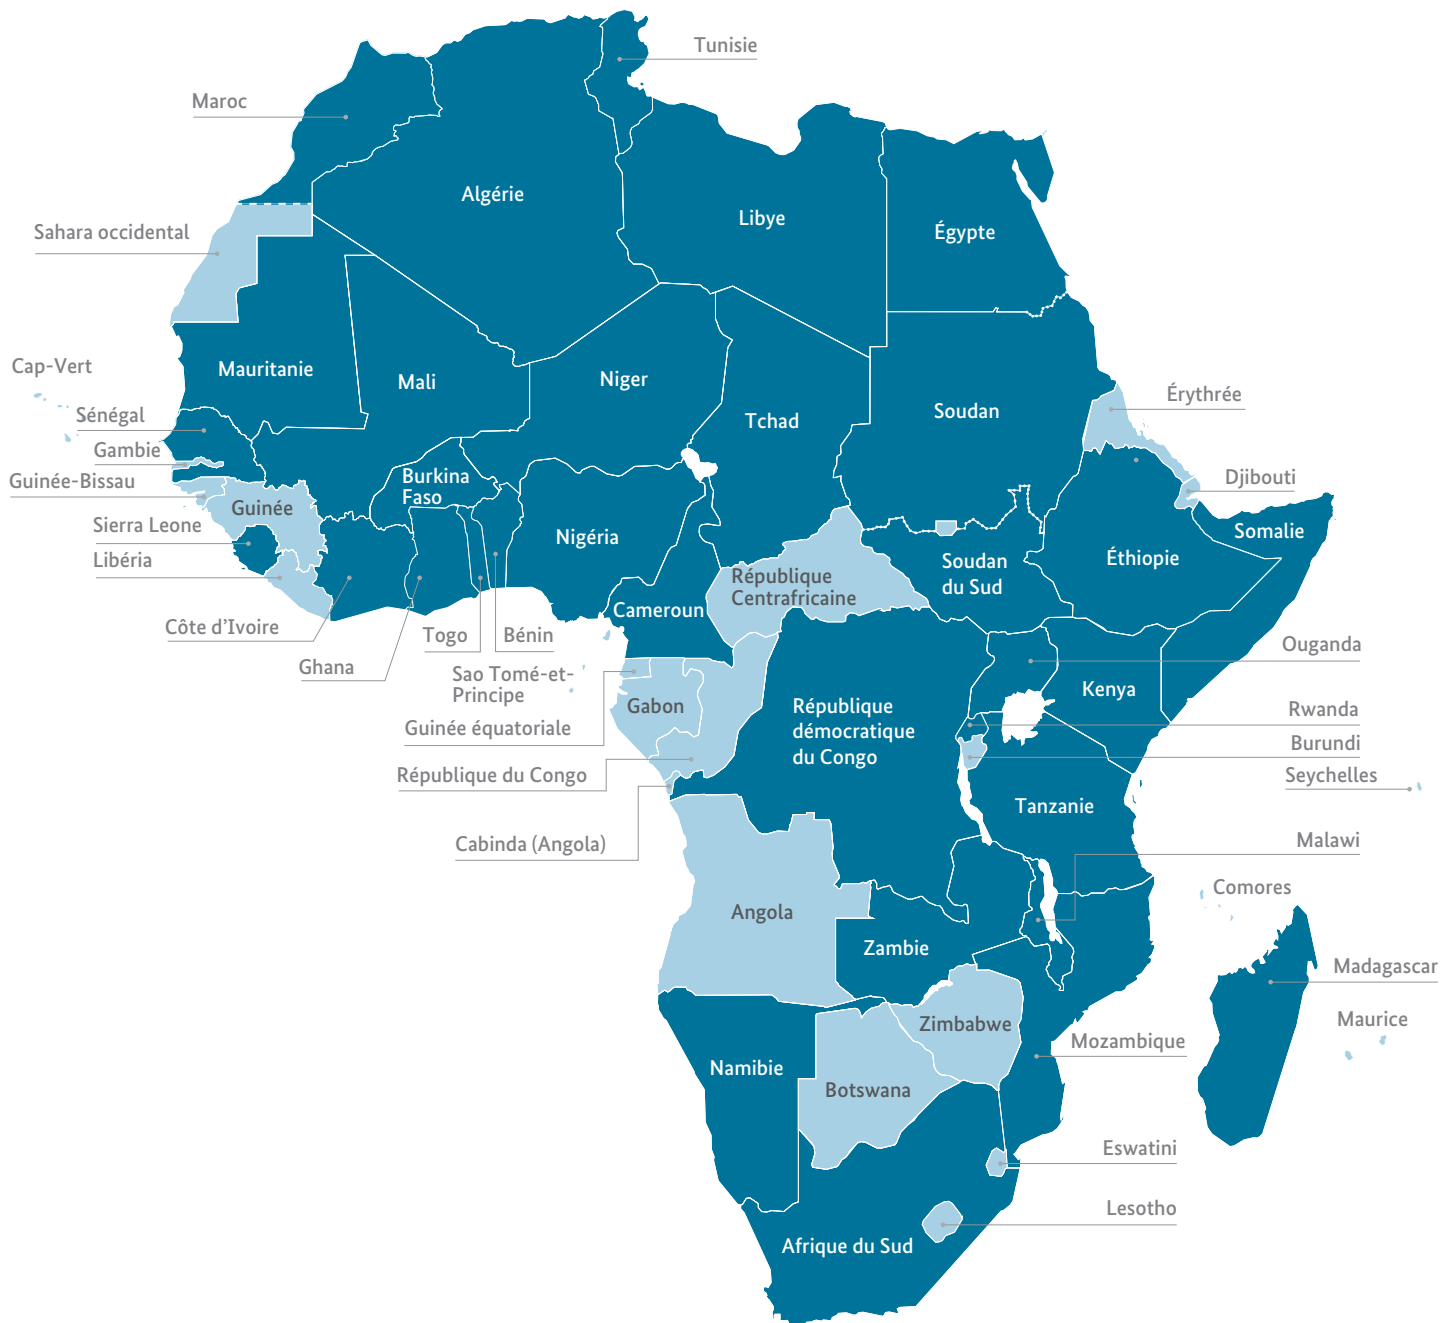 Tunisie
Maroc
Algérie
Libye
Égypte
Sahara occidental
Cap-Vert
Mauritanie
Mali
Niger
Tchad
Soudan
Érythrée
Sénégal
Gambie
Guinée-Bissau
Burkina
Faso
Djibouti
Guinée
Sierra Leone
Nigéria
Somalie
Libéria
Éthiopie
Soudan
du Sud
République
Centrafricaine
Cameroun
Côte d'Ivoire
Togo
Bénin
Ghana
Ouganda
Sao Tomé-et-
Principe
Kenya
Gabon
République
démocratique
du Congo
Rwanda
Guinée équatoriale
Burundi
République du Congo
Seychelles
Tanzanie
Cabinda (Angola)
Malawi
Comores
Angola
Zambie
Madagascar
Maurice
Zimbabwe
Mozambique
Namibie
Botswana
Eswatini
Lesotho
Afrique du Sud